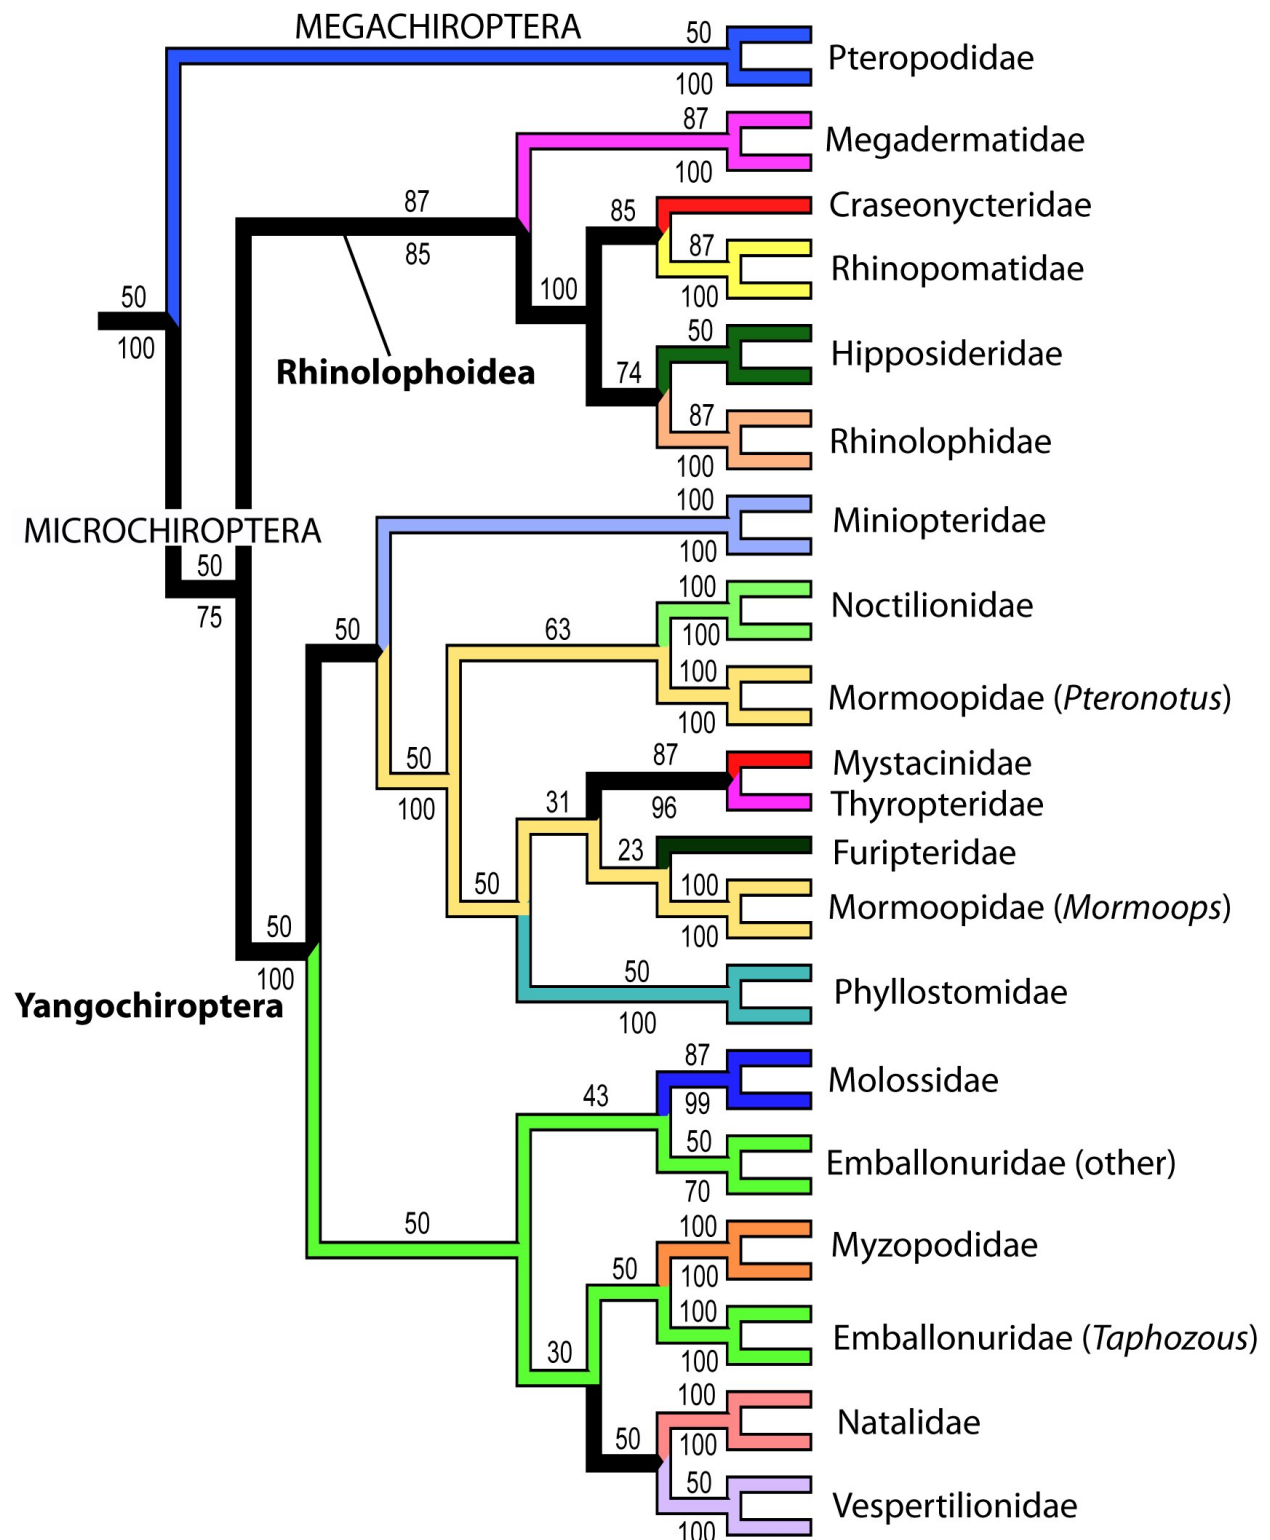 MEGACHIROPTERA
50
100
Pteropodidae
87
100
Megadermatidae
87
85
85
Craseonycteridae
87
100
Rhinopomatidae
50
100
100
Rhinolophoidea
50
Hipposideridae
74
87
100
Rhinolophidae
MICROCHIROPTERA
50
75
100
100
Miniopteridae
50
63
100
100
Noctilionidae
100
100
Mormoopidae (Pteronotus)
50
100
87
96
Mystacinidae
Thyropteridae
31
23
Furipteridae
50
100
100
Mormoopidae (Mormoops)
50
100
Yangochiroptera
50
100
Phyllostomidae
43
87
99
Molossidae
50
70
Emballonuridae (other)
50
100
100
Myzopodidae
50
100
100
Emballonuridae (Taphozous)
30
100
100
Natalidae
50
50
100
Vespertilionidae